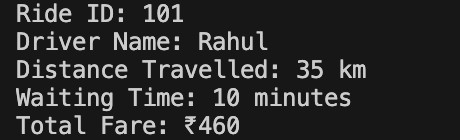 Ride ID: 101
Driver Name: Rahul
Distance Travelled: 35 km
Waiting Time: 10 minutes
Total Fare: ₹460